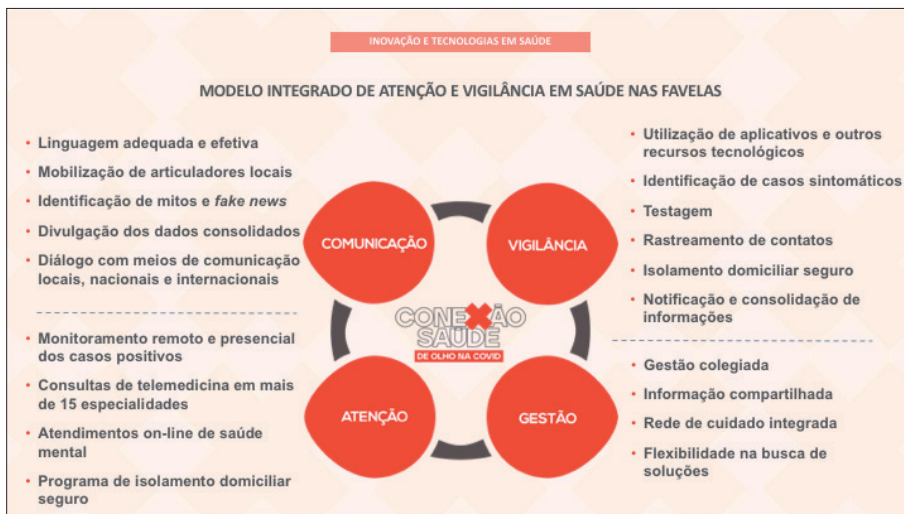 INOVAÇÃO E TECNOLOGIAS EM SAÚDE
MODELO INTEGRADO DE ATENÇÃO E VIGILÂNCIA EM SAÚDE NAS FAVELAS
• Linguagem adequada e efetiva
• Mobilização de articuladores locais
• Identificação de mitos e fake news
• Divulgação dos dados consolidados
• Diálogo com meios de comunicação
locais, nacionais e internacionais
• Monitoramento remoto e presencial
dos casos positivos
• Consultas de telemedicina em mais
de 15 especialidades
• Atendimentos on-line de saúde
mental
• Programa de isolamento domiciliar
seguro
COMUNICAÇÃO
VIGILÂNCIA
CONEXÃO
SAÚDE
DE OLHO NA COVID
ATENÇÃO
GESTÃO
• Utilização de aplicativos e outros
recursos tecnológicos
• Identificação de casos sintomáticos
• Testagem
• Rastreamento de contatos
• Isolamento domiciliar seguro
• Notificação e consolidação de
informações
• Gestão colegiada
• Informação compartilhada
• Rede de cuidado integrada
• Flexibilidade na busca de
soluções